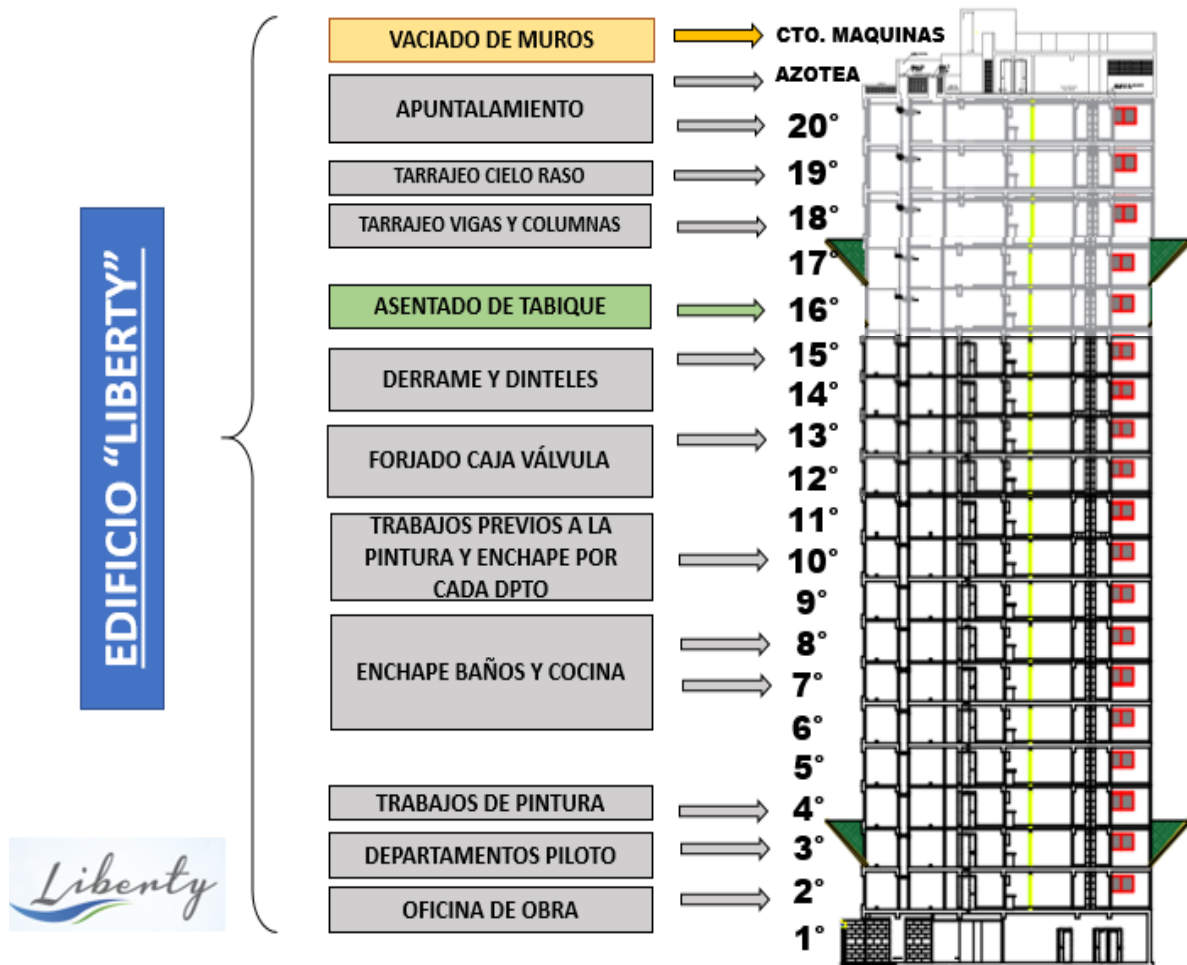 VACIADO DE MUROS
CTO. MAQUINAS
AZOTEA
APUNTALAMIENTO
20°
TARRAJEO CIELO RASO
19°
TARRAJEO VIGAS Y COLUMNAS
18°
17°
ASENTADO DE TABIQUE
16°
15°
DERRAME Y DINTELES
14°
13°
FORJADO CAJA VÁLVULA
12°
11°
TRABAJOS PREVIOS A LA
PINTURA Y ENCHAPE POR
CADA DPTO
10°
9°
8°
ENCHAPE BAÑOS Y COCINA
7°
6°
5°
TRABAJOS DE PINTURA
4°
DEPARTAMENTOS PILOTO
3°
2°
OFICINA DE OBRA
1°
EDIFICIO “LIBERTY”
Liberty